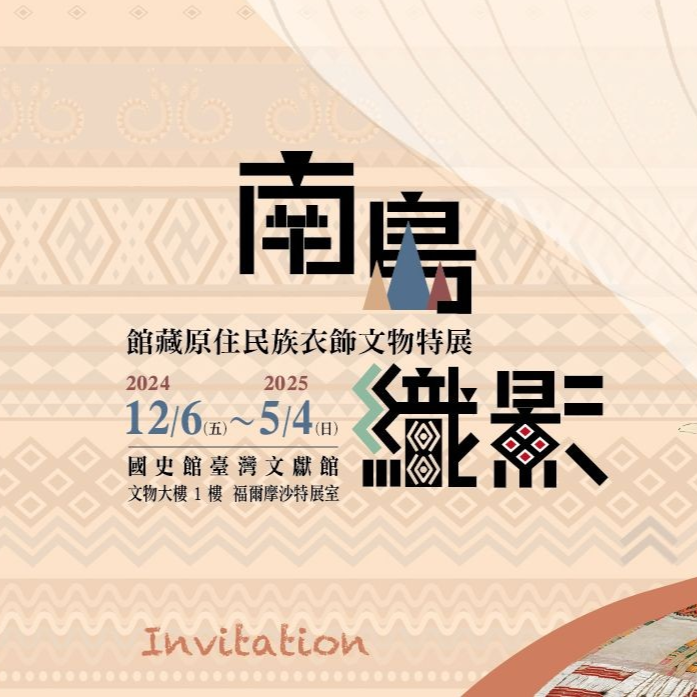 南島
館藏原住民族衣飾文物特展
織影
2024 2025
12/6(五)～5/4(日)
國史館臺灣文獻館
文物大樓 1 樓 福爾摩沙特展室
Invitation